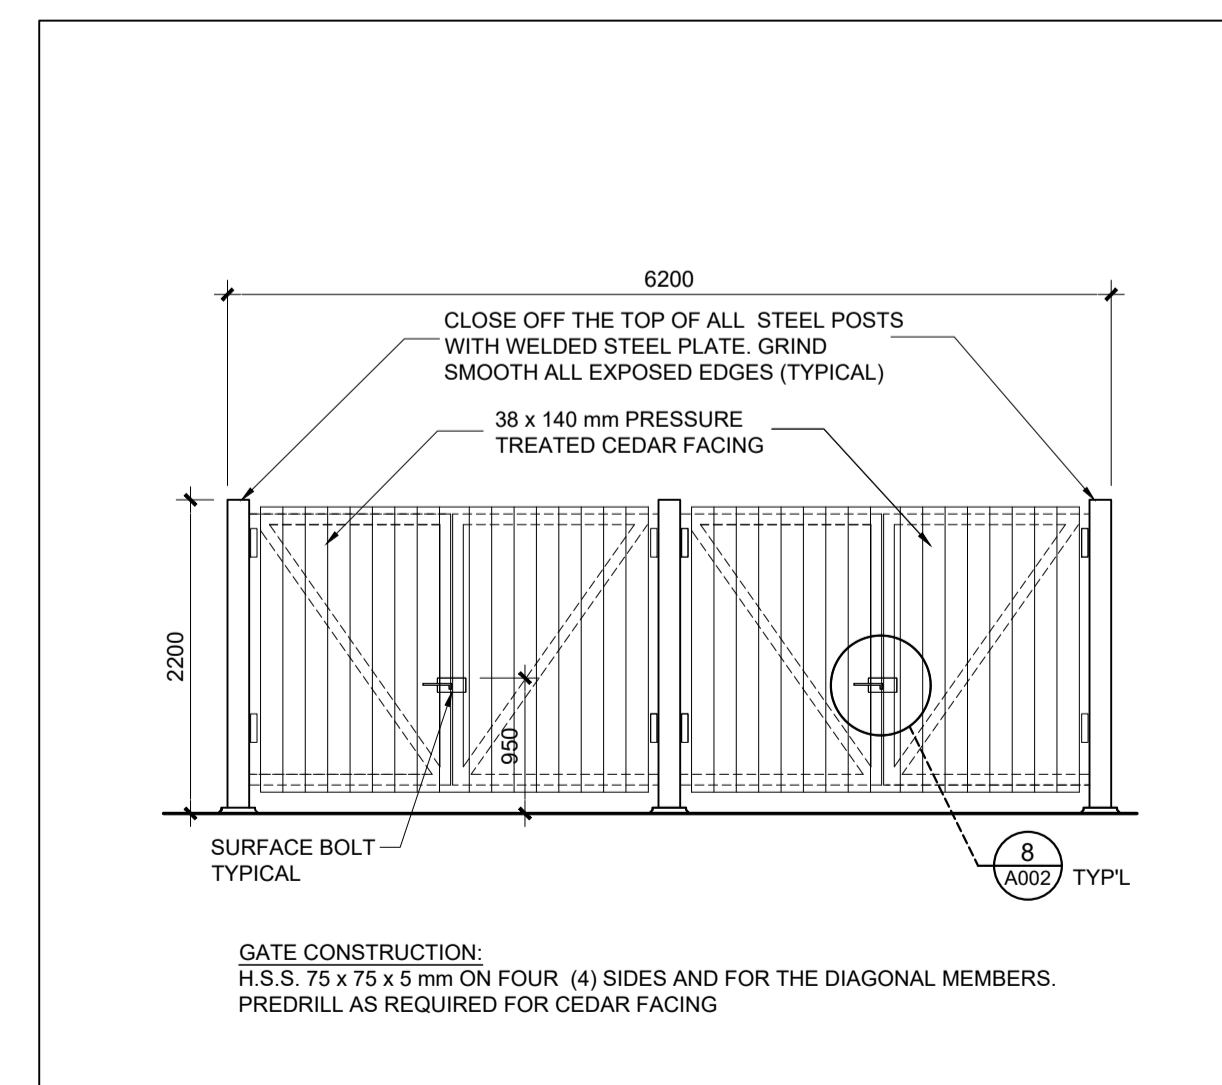 6200
CLOSE OFF THE TOP OF ALL STEEL POSTS
WITH WELDED STEEL PLATE. GRIND
SMOOTH ALL EXPOSED EDGES (TYPICAL)
38 x 140 mm PRESSURE
TREATED CEDAR FACING
2200
950
SURFACE BOLT
TYPICAL
8
A002
TYP'L
GATE CONSTRUCTION:
H.S.S. 75 x 75 x 5 mm ON FOUR (4) SIDES AND FOR THE DIAGONAL MEMBERS.
PREDRILL AS REQUIRED FOR CEDAR FACING